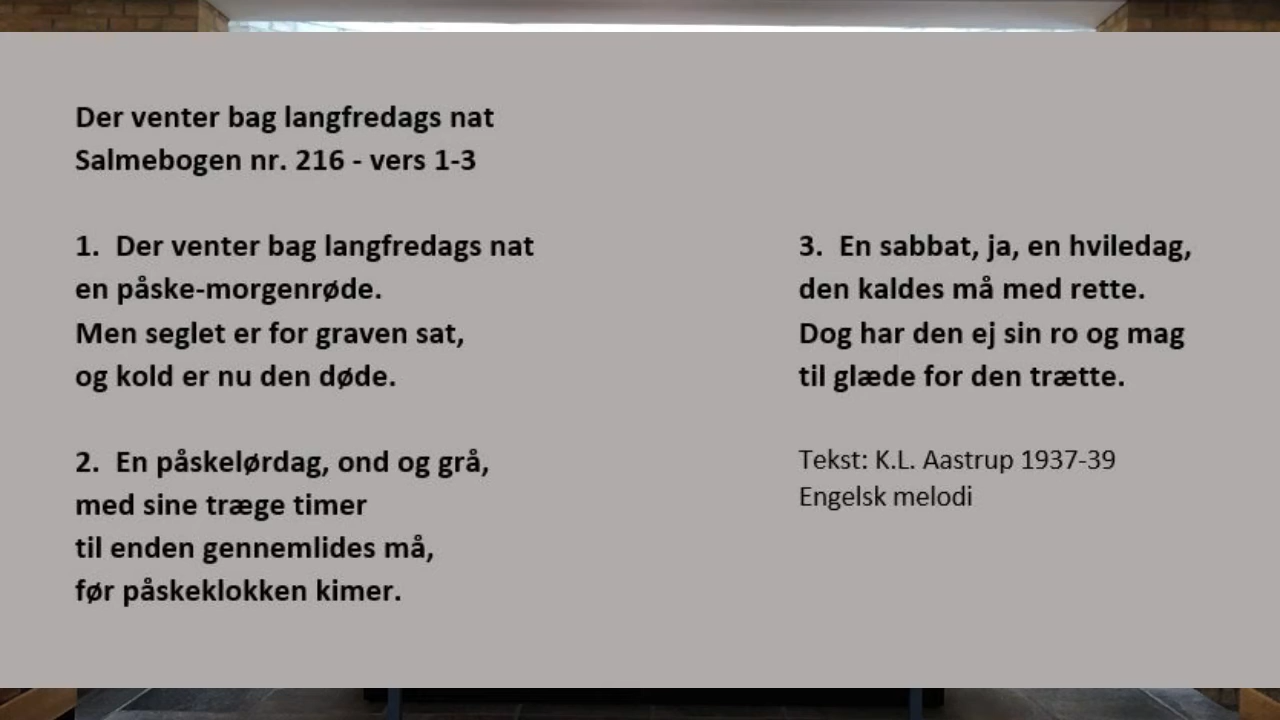 Der venter bag langfredags nat
Salmebogen nr. 216 - vers 1-3
1. Der venter bag langfredags nat
en påske-morgenrøde.
Men seglet er for graven sat,
og kold er nu den døde.
2. En påskelørdag, ond og grå,
med sine træge timer
til enden gennemlides må,
før påskeklokken kimer.
3. En sabbat, ja, en hviledag,
den kaldes må med rette.
Dog har den ej sin ro og mag
til glæde for den trætte.
Tekst: K.L. Aastrup 1937-39
Engelsk melodi